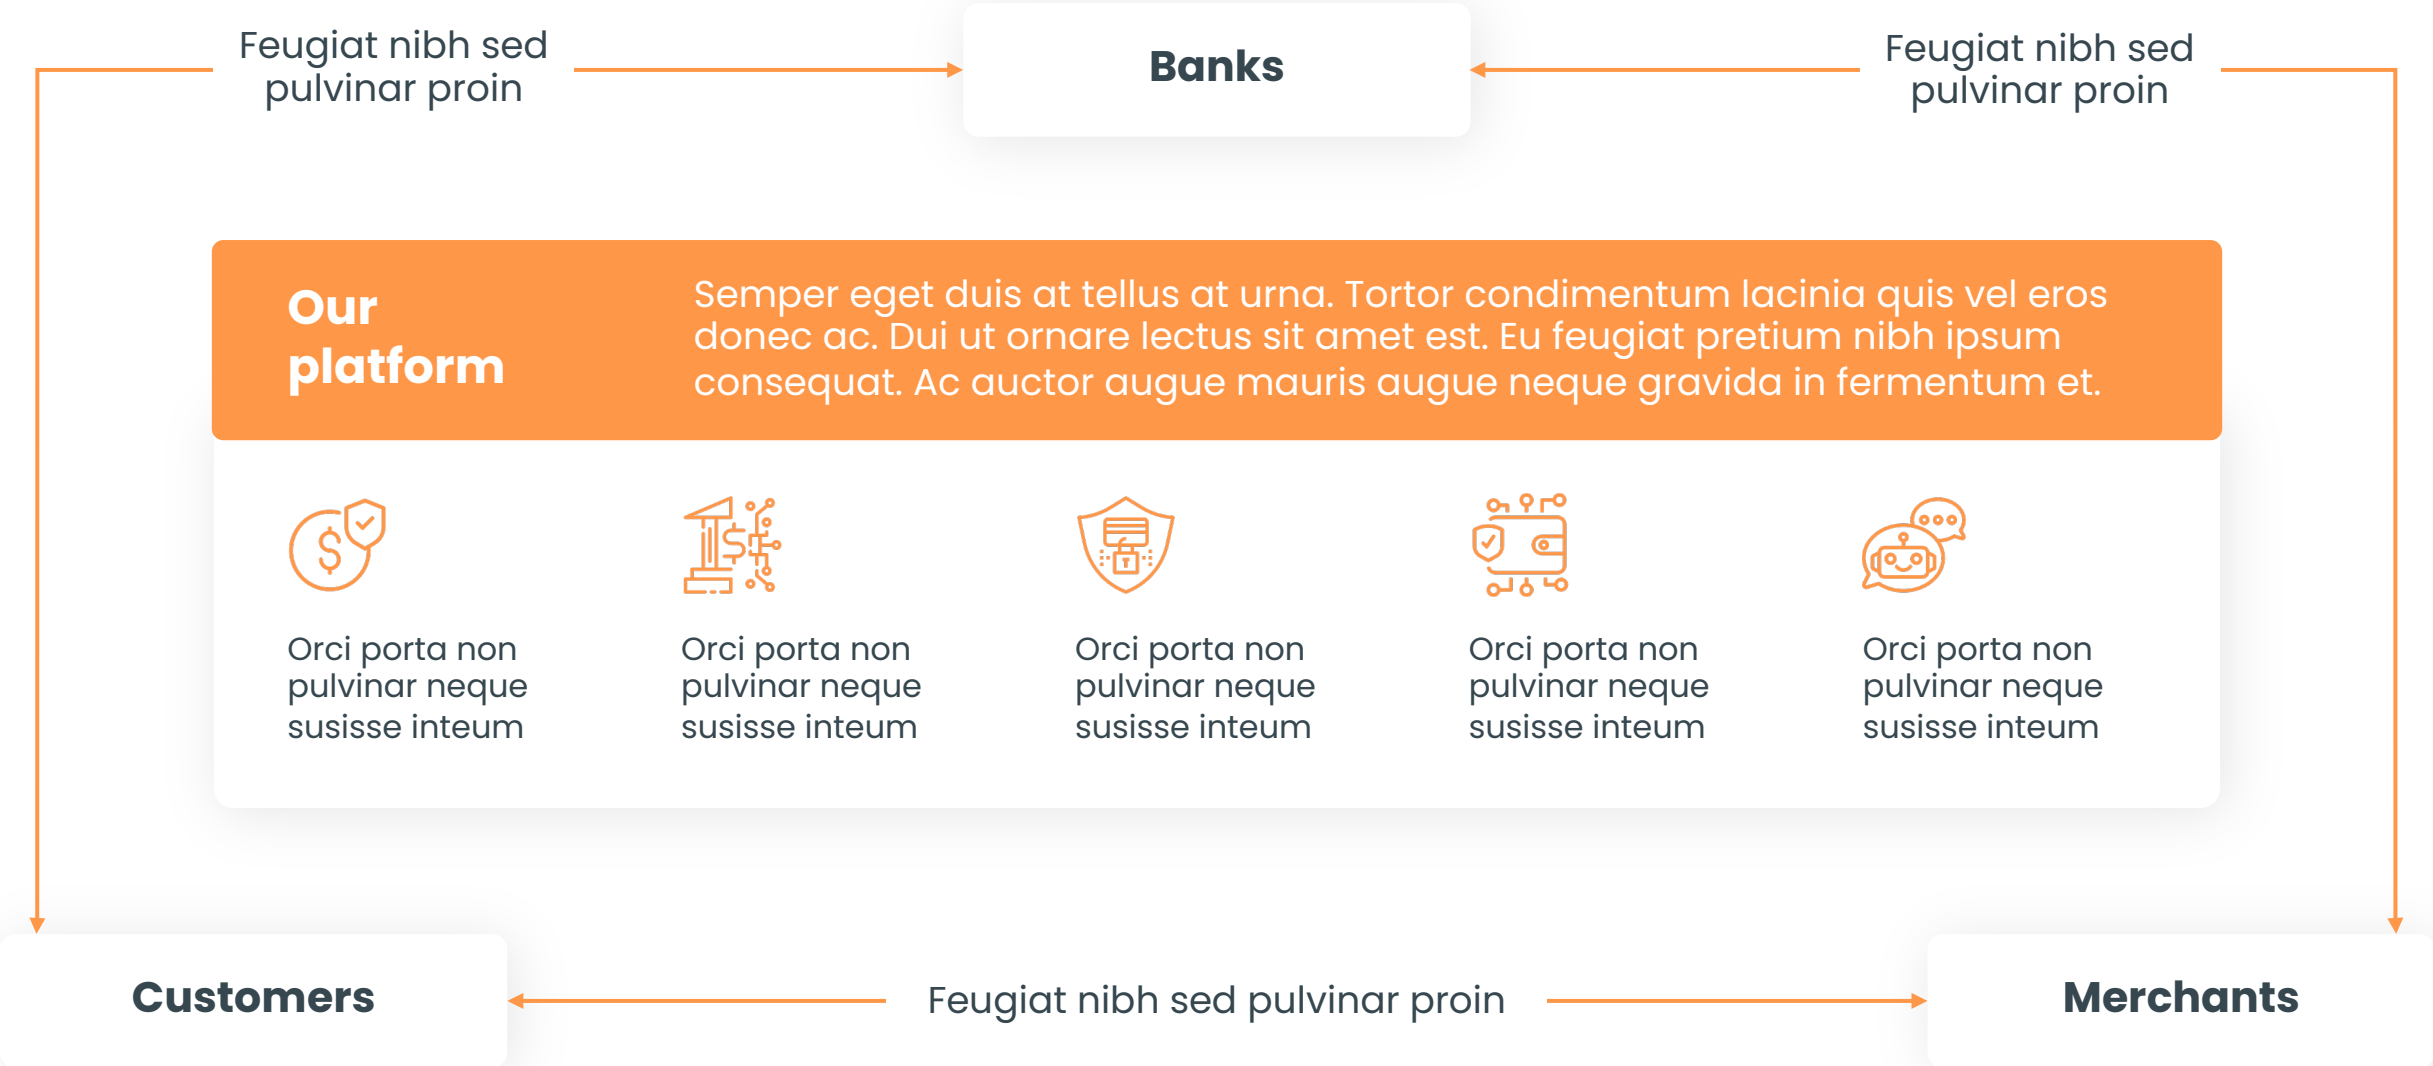 Feugiat nibh sed
pulvinar proin
Banks
Feugiat nibh sed
pulvinar proin
Our
platform
Semper eget duis at tellus at urna. Tortor condimentum lacinia quis vel eros
donec ac. Dui ut ornare lectus sit amet est. Eu feugiat pretium nibh ipsum
consequat. Ac auctor augue mauris augue neque gravida in fermentum et.
Orci porta non
pulvinar neque
susisse inteum
Orci porta non
pulvinar neque
susisse inteum
Orci porta non
pulvinar neque
susisse inteum
Orci porta non
pulvinar neque
susisse inteum
Orci porta non
pulvinar neque
susisse inteum
Customers
Feugiat nibh sed pulvinar proin
Merchants